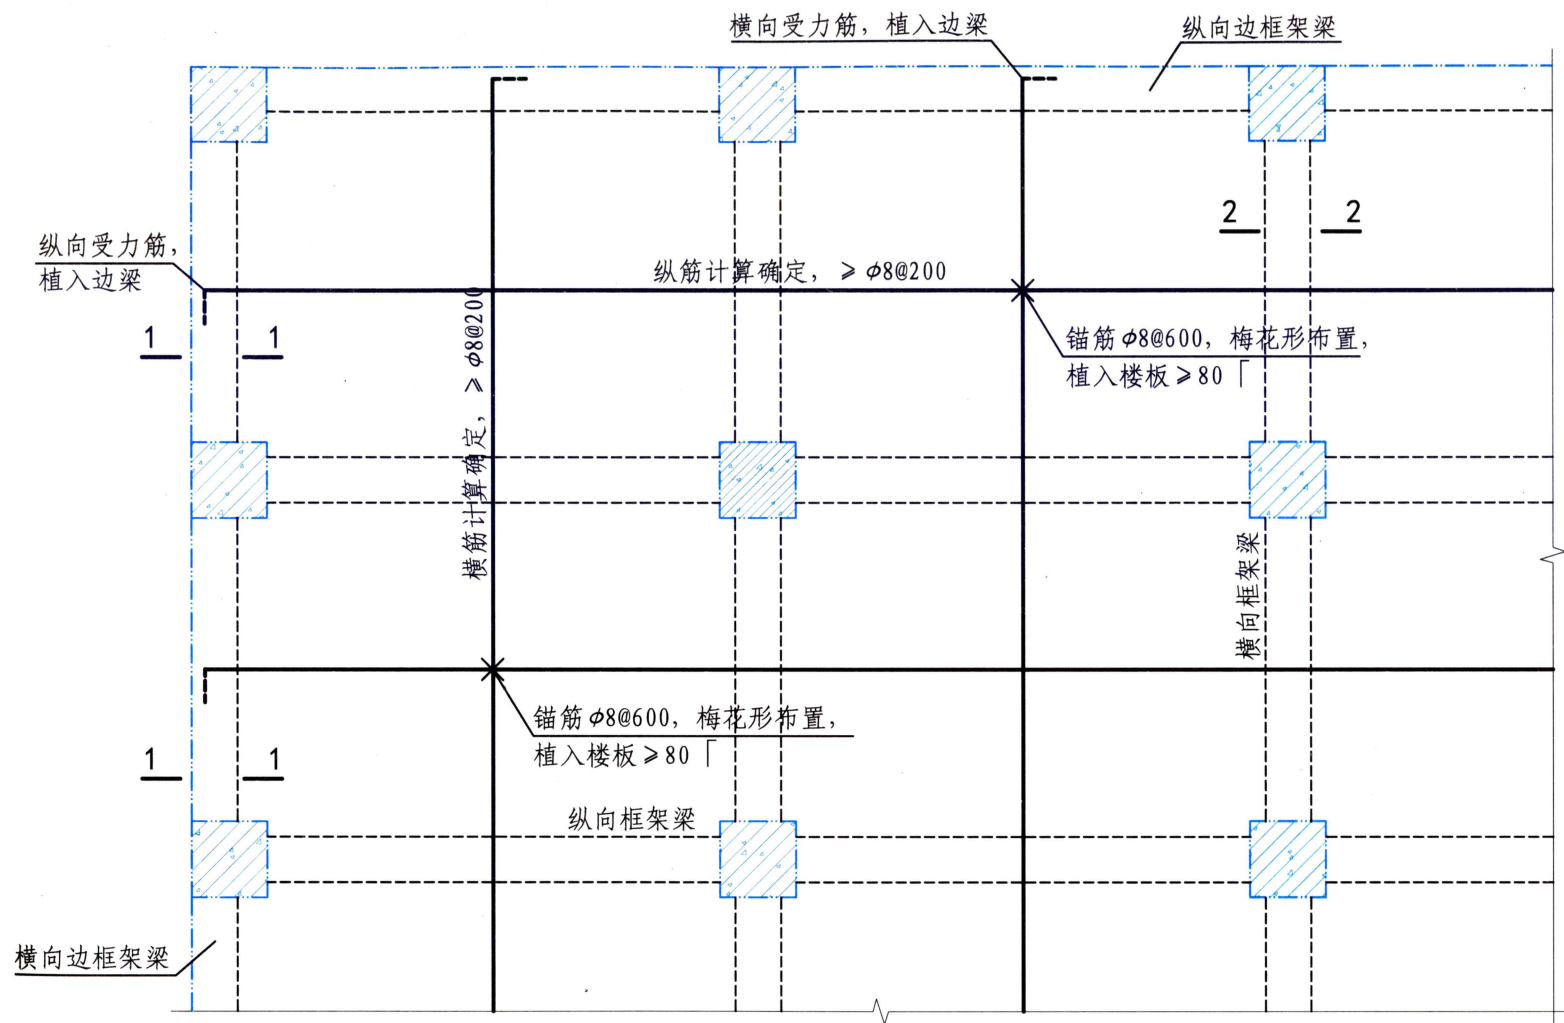 横向受力筋，植入边梁
纵向边框架梁
2 2
纵向受力筋，
植入边梁
纵筋计算确定，≥ϕ8@200
横筋计算确定，≥ϕ8@200
1 1
锚筋ϕ8@600，梅花形布置，
植入楼板≥80「
横向框架梁
锚筋ϕ8@600，梅花形布置，
植入楼板≥80「
1 1
纵向框架梁
横向边框架梁